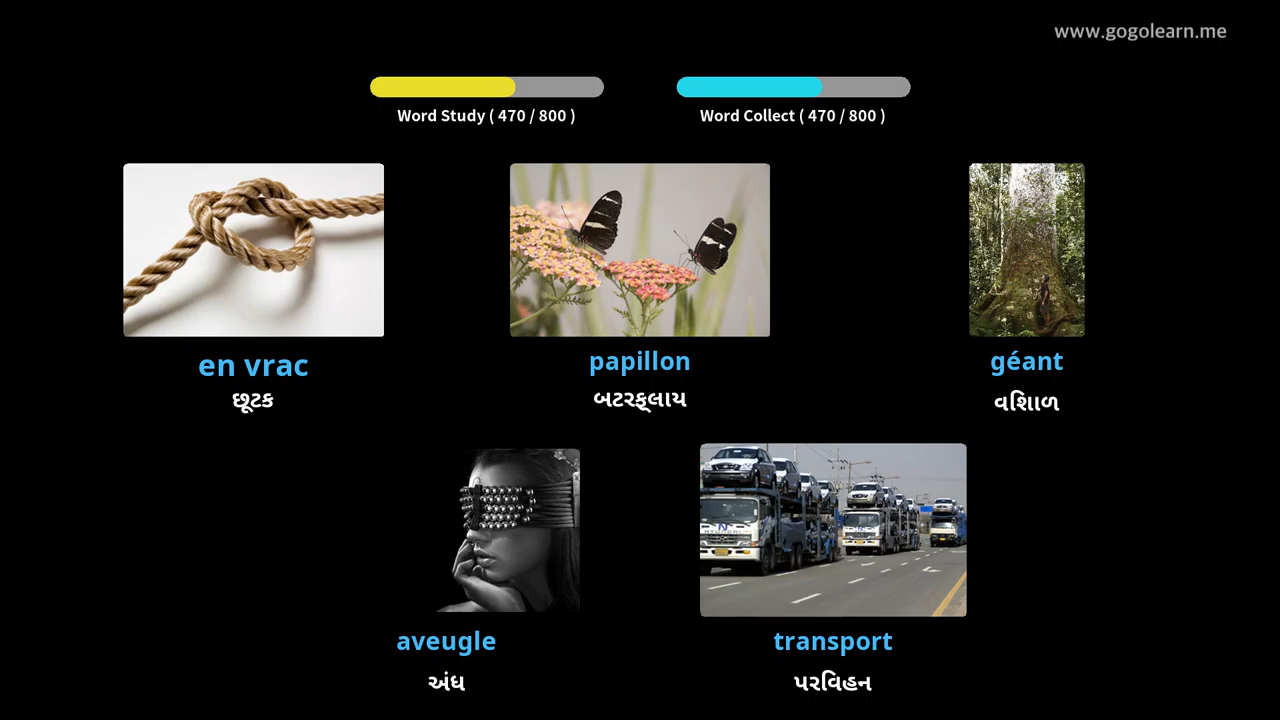 www.gogolearn.me
Word Study ( 470 / 800 )
Word Collect ( 470 / 800 )
en vrac
છૂટક
papillon
બટરફ્લાય
géant
વિશાળ
aveugle
અંધ
transport
પરિવહન